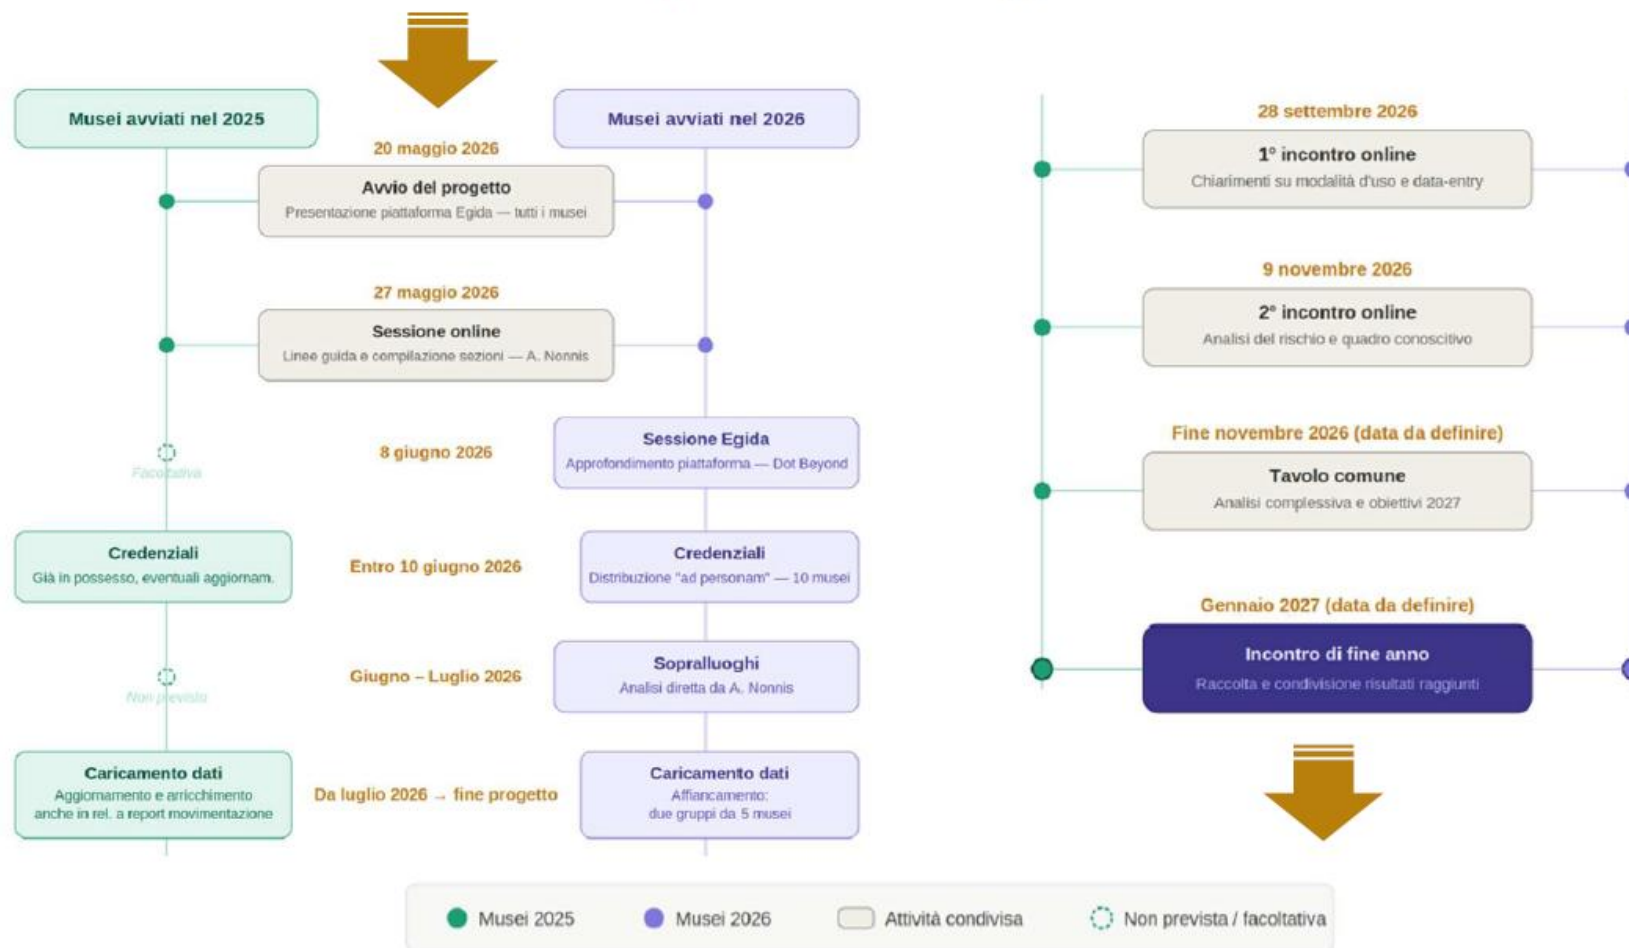 Musei avviati nel 2025
Musei avviati nel 2026
20 maggio 2026
Avvio del progetto
Presentazione piattaforma Egida — tutti i musei
27 maggio 2026
Sessione online
Linee guida e compilazione sezioni — A. Nonnis
Facoltativa
8 giugno 2026
Sessione Egida
Approfondimento piattaforma — Dot Beyond
Credenziali
Già in possesso, eventuali aggiornam.
Entro 10 giugno 2026
Credenziali
Distribuzione "ad personam" — 10 musei
Non prevista
Giugno – Luglio 2026
Sopralluoghi
Analisi diretta da A. Nonnis
Caricamento dati
Aggiornamento e arricchimento
anche in rel. a report movimentazione
Da luglio 2026 → fine progetto
Caricamento dati
Affiancamento:
due gruppi da 5 musei
28 settembre 2026
1° incontro online
Chiarimenti su modalità d'uso e data-entry
9 novembre 2026
2° incontro online
Analisi del rischio e quadro conoscitivo
Fine novembre 2026 (data da definire)
Tavolo comune
Analisi complessiva e obiettivi 2027
Gennaio 2027 (data da definire)
Incontro di fine anno
Raccolta e condivisione risultati raggiunti
Musei 2025
Musei 2026
Attività condivisa
Non prevista / facoltativa